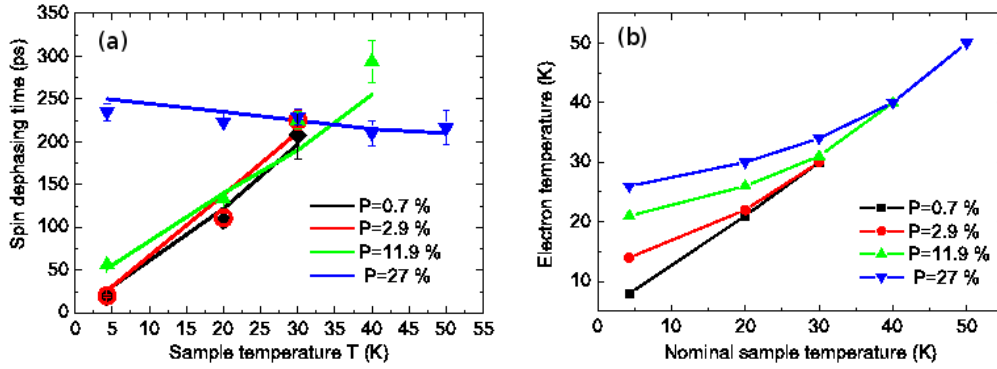 (a)
Spin dephasing time (ps)
350
300
250
200
150
100
50
0
P=0.7 %
P=2.9 %
P=11.9 %
P=27 %
0 5 10 15 20 25 30 35 40 45 50 55
Sample temperature T (K)
(b)
Electron temperature (K)
50
40
30
20
10
P=0.7 %
P=2.9 %
P=11.9 %
P=27 %
0 10 20 30 40 50
Nominal sample temperature (K)